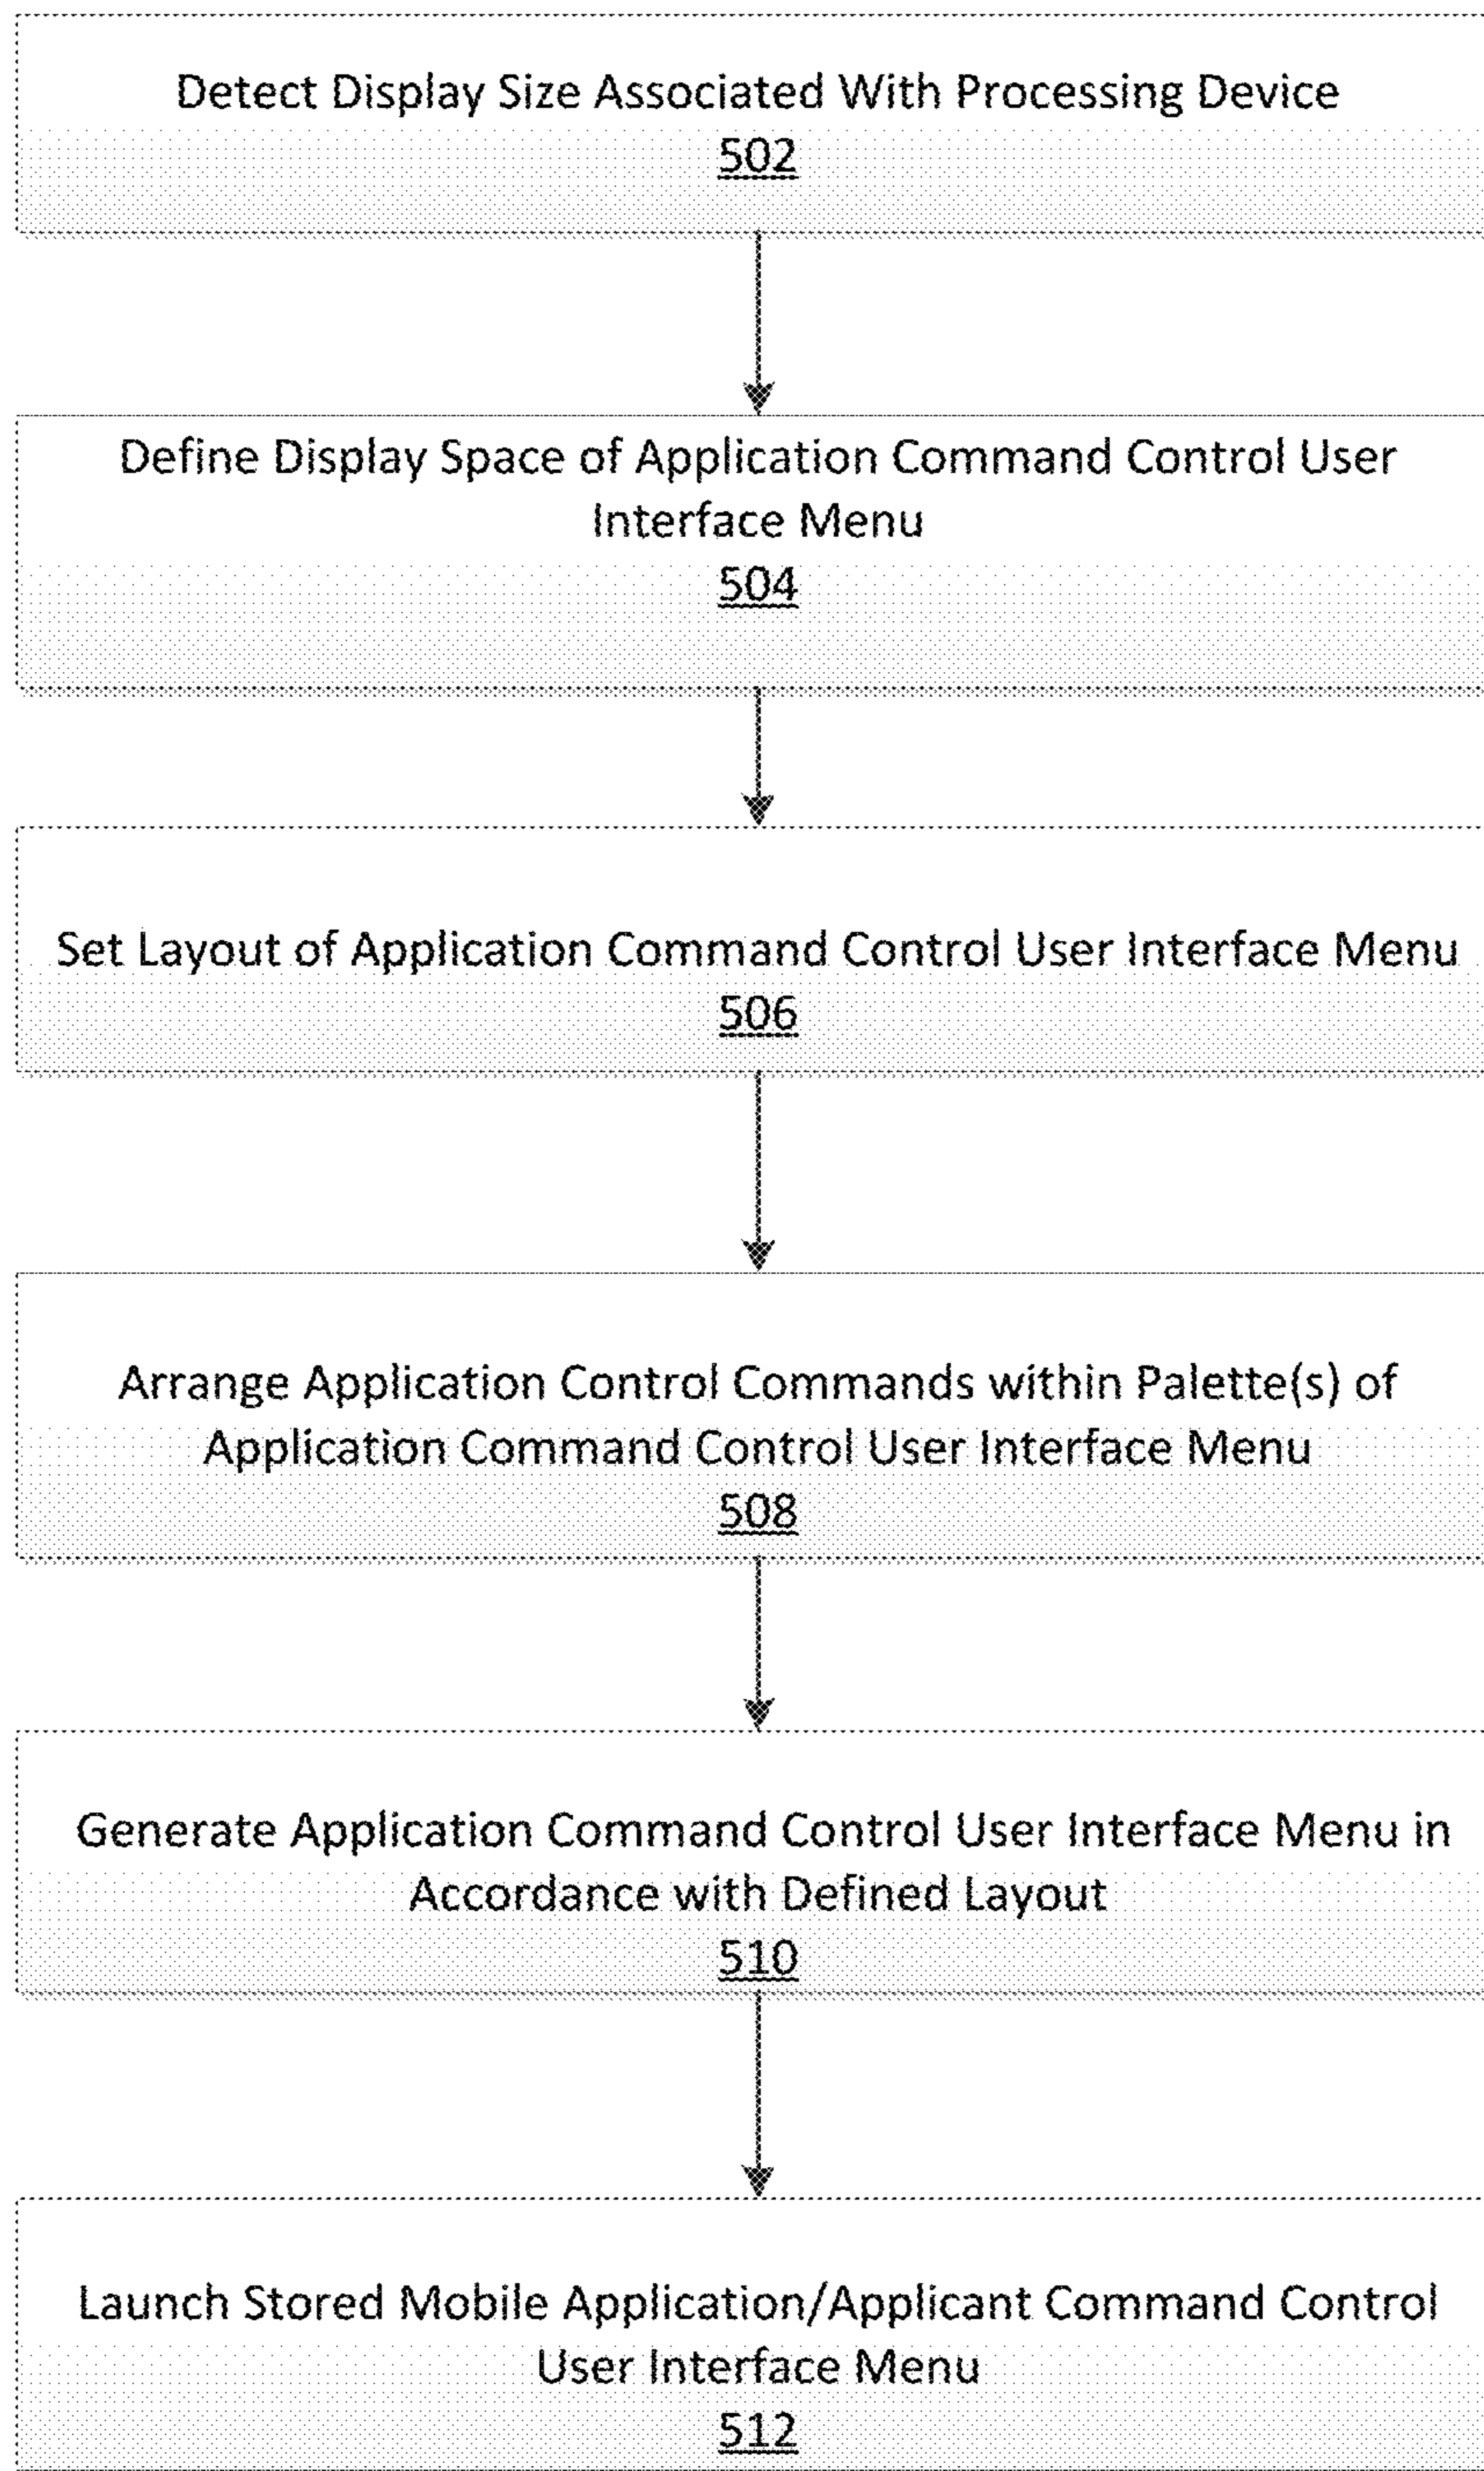 Detect Display Size Associated With Processing Device
502
Define Display Space of Application Command Control User
Interface Menu
504
Set Layout of Application Command Control User Interface Menu
506
Arrange Application Control Commands within Palette(s) of
Application Command Control User Interface Menu
508
Generate Application Command Control User Interface Menu in
Accordance with Defined Layout
510
Launch Stored Mobile Application/Applicant Command Control
User Interface Menu
512